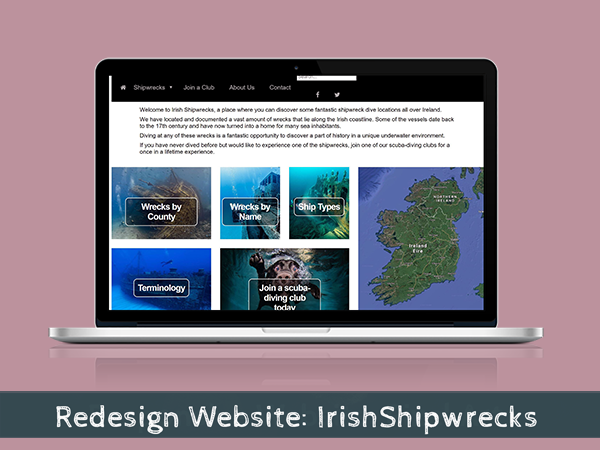 Shipwrecks Join a Club About Us Contact
Welcome to Irish Shipwrecks, a place where you can discover some fantastic shipwreck dive locations all over Ireland.
We have located and documented a vast amount of wrecks that lie along the Irish coastline. Some of the vessels date back
to the 17th century and have now turned into a home for many sea inhabitants.
Diving at any of these wrecks is a fantastic opportunity to discover a part of history in a unique underwater environment.
If you have never dived before but would like to experience one of the shipwrecks, join one of our scuba-diving clubs for a
once in a lifetime experience.
Wrecks by
County
Wrecks by
Name
Ship Types
NORTHERN
IRELAND
Ireland
Éire
Terminology
Join a scuba-
diving club
today
Redesign Website: IrishShipwrecks